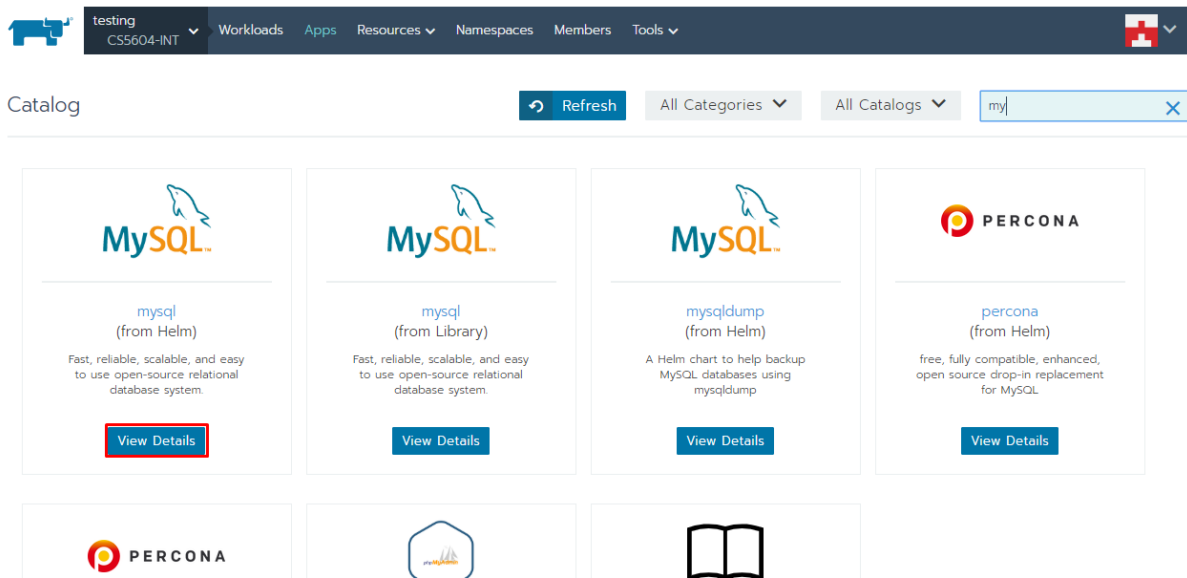 testing
CS5604-INT
Workloads
Apps
Resources
Namespaces
Members
Tools
Catalog
Refresh
All Categories
All Catalogs
my
MySQL™
mysql
(from Helm)
Fast, reliable, scalable, and easy
to use open-source relational
database system.
View Details
MySQL™
mysql
(from Library)
Fast, reliable, scalable, and easy
to use open-source relational
database system.
View Details
MySQL™
mysqldump
(from Helm)
A Helm chart to help backup
MySQL databases using
mysqldump
View Details
PERCONA
percona
(from Helm)
free, fully compatible, enhanced,
open source drop-in replacement
for MySQL
View Details
PERCONA
phpMyAdmin